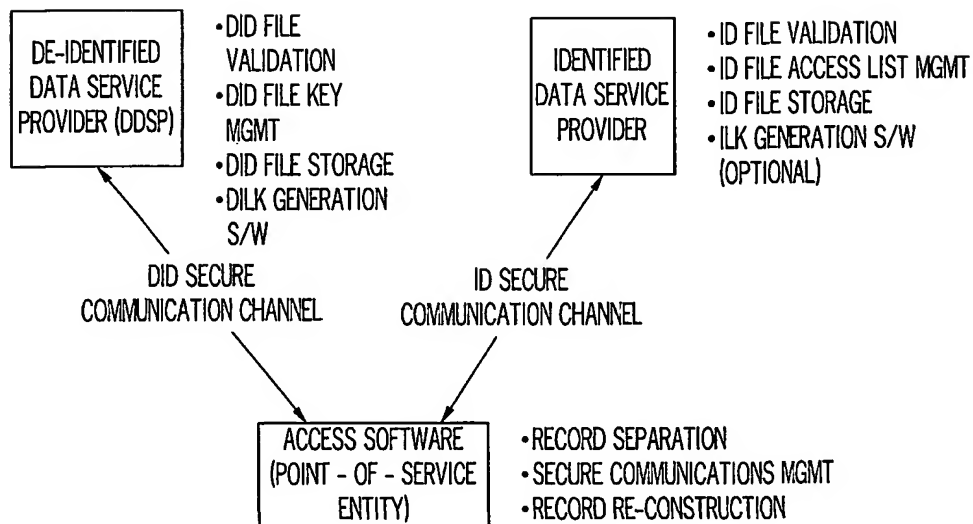 DE-IDENTIFIED
DATA SERVICE
PROVIDER (DDSP)
•DID FILE
VALIDATION
•DID FILE KEY
MGMT
•DID FILE STORAGE
•DILK GENERATION
S/W
IDENTIFIED
DATA SERVICE
PROVIDER
•ID FILE VALIDATION
•ID FILE ACCESS LIST MGMT
•ID FILE STORAGE
•ILK GENERATION S/W
(OPTIONAL)
DID SECURE
COMMUNICATION CHANNEL
ID SECURE
COMMUNICATION CHANNEL
ACCESS SOFTWARE
(POINT - OF - SERVICE
ENTITY)
•RECORD SEPARATION
•SECURE COMMUNICATIONS MGMT
•RECORD RE-CONSTRUCTION